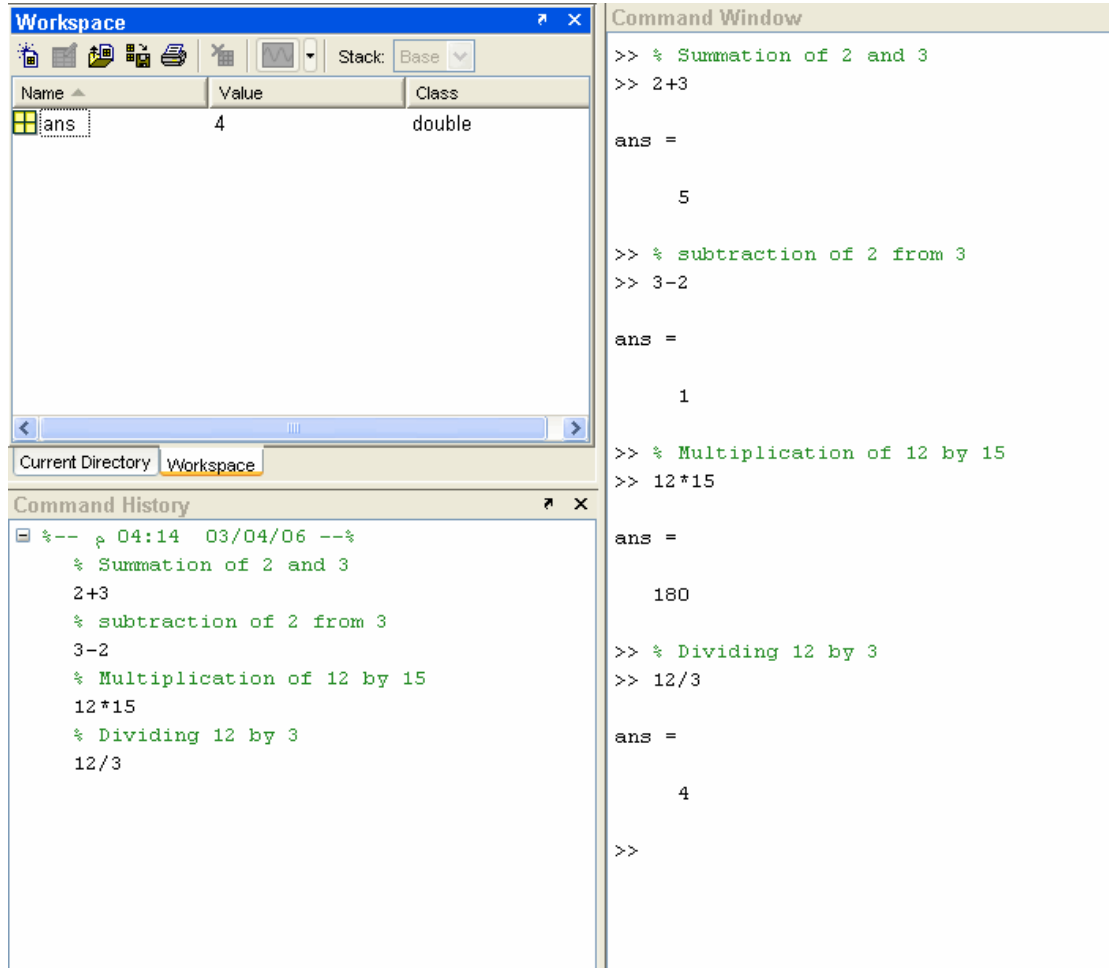 Workspace
Stack: Base
Name Value Class
ans 4 double
Current Directory Workspace
Command History
%-- م 04:14 03/04/06 --%
% Summation of 2 and 3
2+3
% subtraction of 2 from 3
3-2
% Multiplication of 12 by 15
12*15
% Dividing 12 by 3
12/3
Command Window
>> % Summation of 2 and 3
>> 2+3
ans =
5
>> % subtraction of 2 from 3
>> 3-2
ans =
1
>> % Multiplication of 12 by 15
>> 12*15
ans =
180
>> % Dividing 12 by 3
>> 12/3
ans =
4
>>